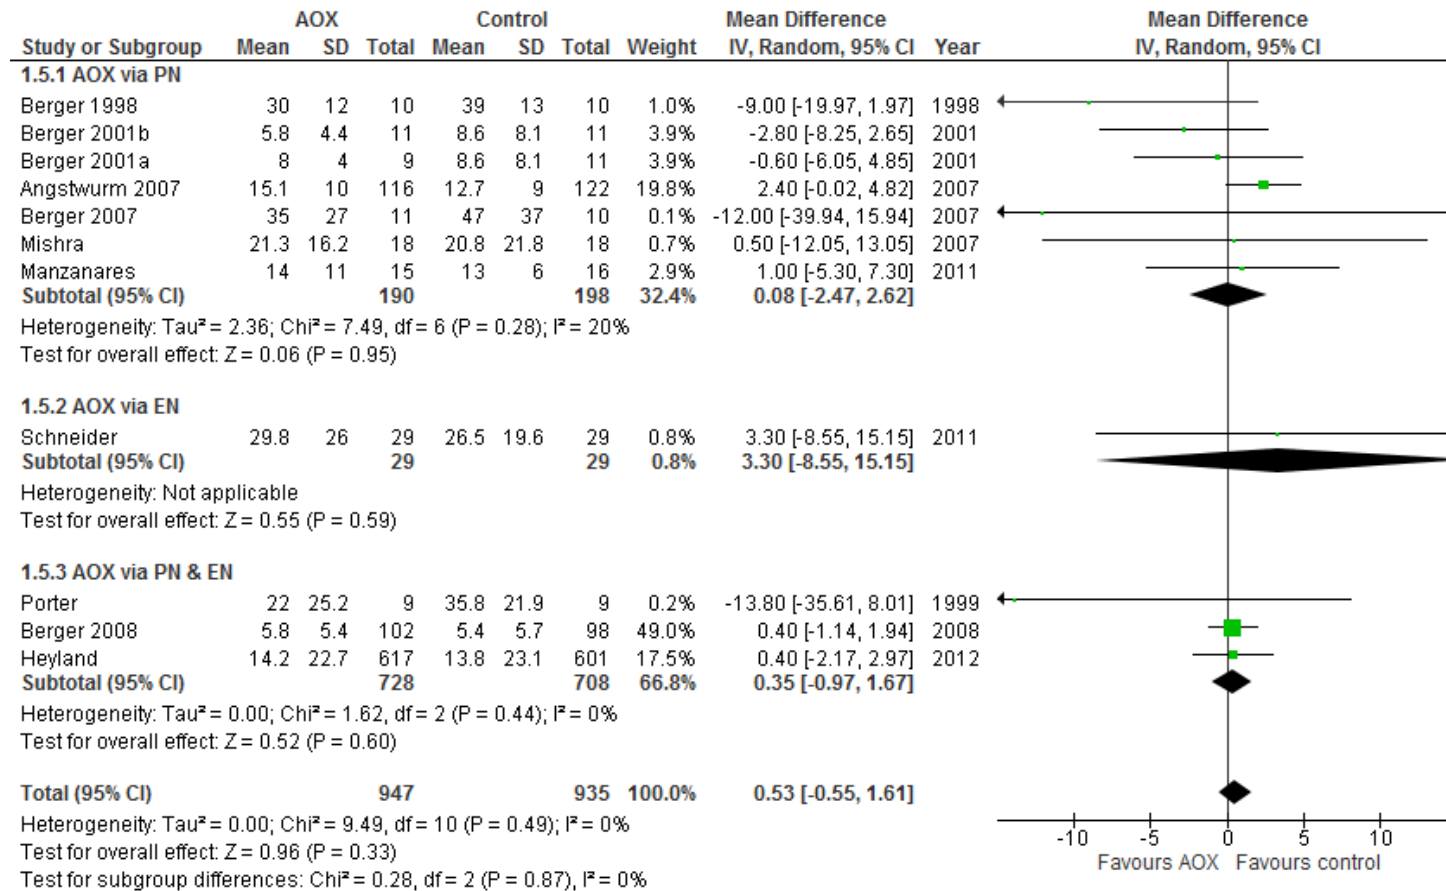 AOX Control Mean Difference Mean Difference
Study or Subgroup Mean SD Total Mean SD Total Weight IV, Random, 95% CI Year IV, Random, 95% CI
1.5.1 AOX via PN
Berger 1998 30 12 10 39 13 10 1.0% -9.00 [-19.97, 1.97] 1998
Berger 2001b 5.8 4.4 11 8.6 8.1 11 3.9% -2.80 [-8.25, 2.65] 2001
Berger 2001a 8 4 9 8.6 8.1 11 3.9% -0.60 [-6.05, 4.85] 2001
Angstwurm 2007 15.1 10 116 12.7 9 122 19.8% 2.40 [-0.02, 4.82] 2007
Berger 2007 35 27 11 47 37 10 0.1% -12.00 [-39.94, 15.94] 2007
Mishra 21.3 16.2 18 20.8 21.8 18 0.7% 0.50 [-12.05, 13.05] 2007
Manzanares 14 11 15 13 6 16 2.9% 1.00 [-5.30, 7.30] 2011
Subtotal (95% CI) 190 198 32.4% 0.08 [-2.47, 2.62]
Heterogeneity: Tau² = 2.36; Chi² = 7.49, df = 6 (P = 0.28); I² = 20%
Test for overall effect: Z = 0.06 (P = 0.95)
1.5.2 AOX via EN
Schneider 29.8 26 29 26.5 19.6 29 0.8% 3.30 [-8.55, 15.15] 2011
Subtotal (95% CI) 29 29 0.8% 3.30 [-8.55, 15.15]
Heterogeneity: Not applicable
Test for overall effect: Z = 0.55 (P = 0.59)
1.5.3 AOX via PN & EN
Porter 22 25.2 9 35.8 21.9 9 0.2% -13.80 [-35.61, 8.01] 1999
Berger 2008 5.8 5.4 102 5.4 5.7 98 49.0% 0.40 [-1.14, 1.94] 2008
Heyland 14.2 22.7 617 13.8 23.1 601 17.5% 0.40 [-2.17, 2.97] 2012
Subtotal (95% CI) 728 708 66.8% 0.35 [-0.97, 1.67]
Heterogeneity: Tau² = 0.00; Chi² = 1.62, df = 2 (P = 0.44); I² = 0%
Test for overall effect: Z = 0.52 (P = 0.60)
Total (95% CI) 947 935 100.0% 0.53 [-0.55, 1.61]
Heterogeneity: Tau² = 0.00; Chi² = 9.49, df = 10 (P = 0.49); I² = 0%
Test for overall effect: Z = 0.96 (P = 0.33)
Test for subgroup differences: Chi² = 0.28, df = 2 (P = 0.87), I² = 0%
-10 -5 0 5 10
Favours AOX Favours control